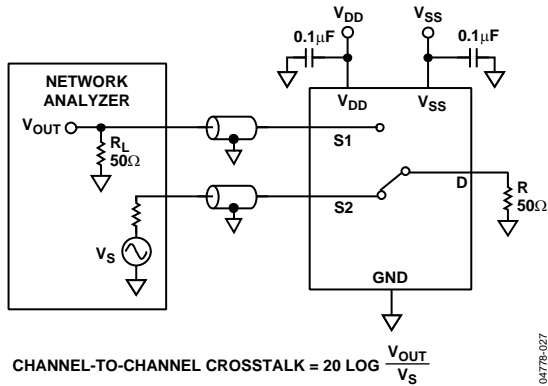 VDD
VSS
0.1μF
0.1μF
NETWORK
ANALYZER
VDD
VSS
VOUT
RL
50Ω
S1
S2
D
R
50Ω
VS
GND
CHANNEL-TO-CHANNEL CROSSTALK = 20 LOG VOUT
VS
04778-027